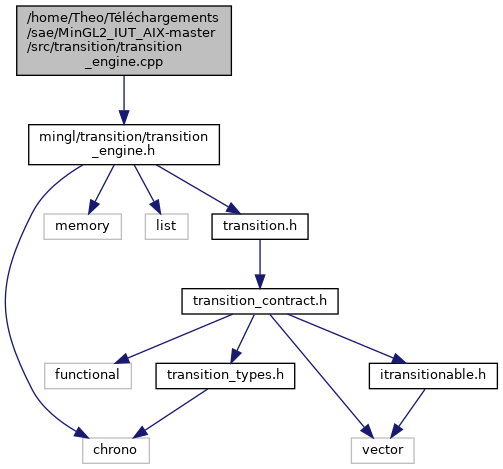 /home/Theo/Téléchargements
/sae/MinGL2_IUT_AIX-master
/src/transition/transition
_engine.cpp
mingl/transition/transition
_engine.h
memory
list
transition.h
transition_contract.h
functional
transition_types.h
itransitionable.h
chrono
vector